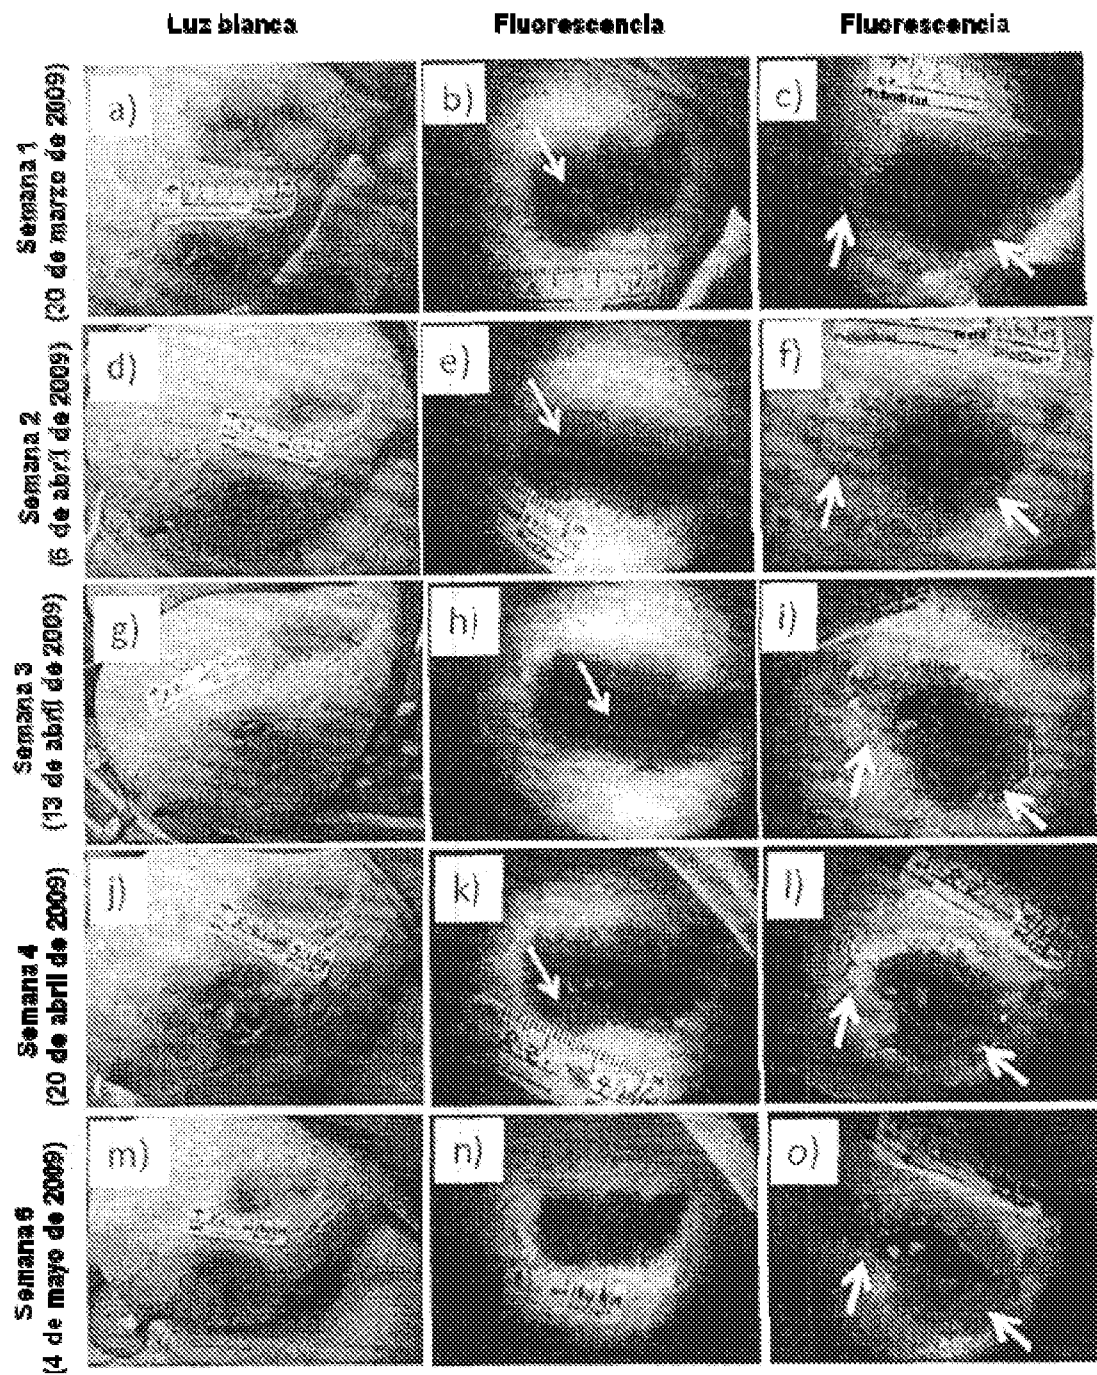 Luz blanca
Fluorescencia
Fluorescencia
Semana 1
(20 de marzo de 2009)
a)
b)
c)
Semana 2
(6 de abril de 2009)
d)
e)
f)
Semana 3
(13 de abril de 2009)
g)
h)
i)
Semana 4
(20 de abril de 2009)
j)
k)
l)
Semana 6
(4 de mayo de 2009)
m)
n)
o)